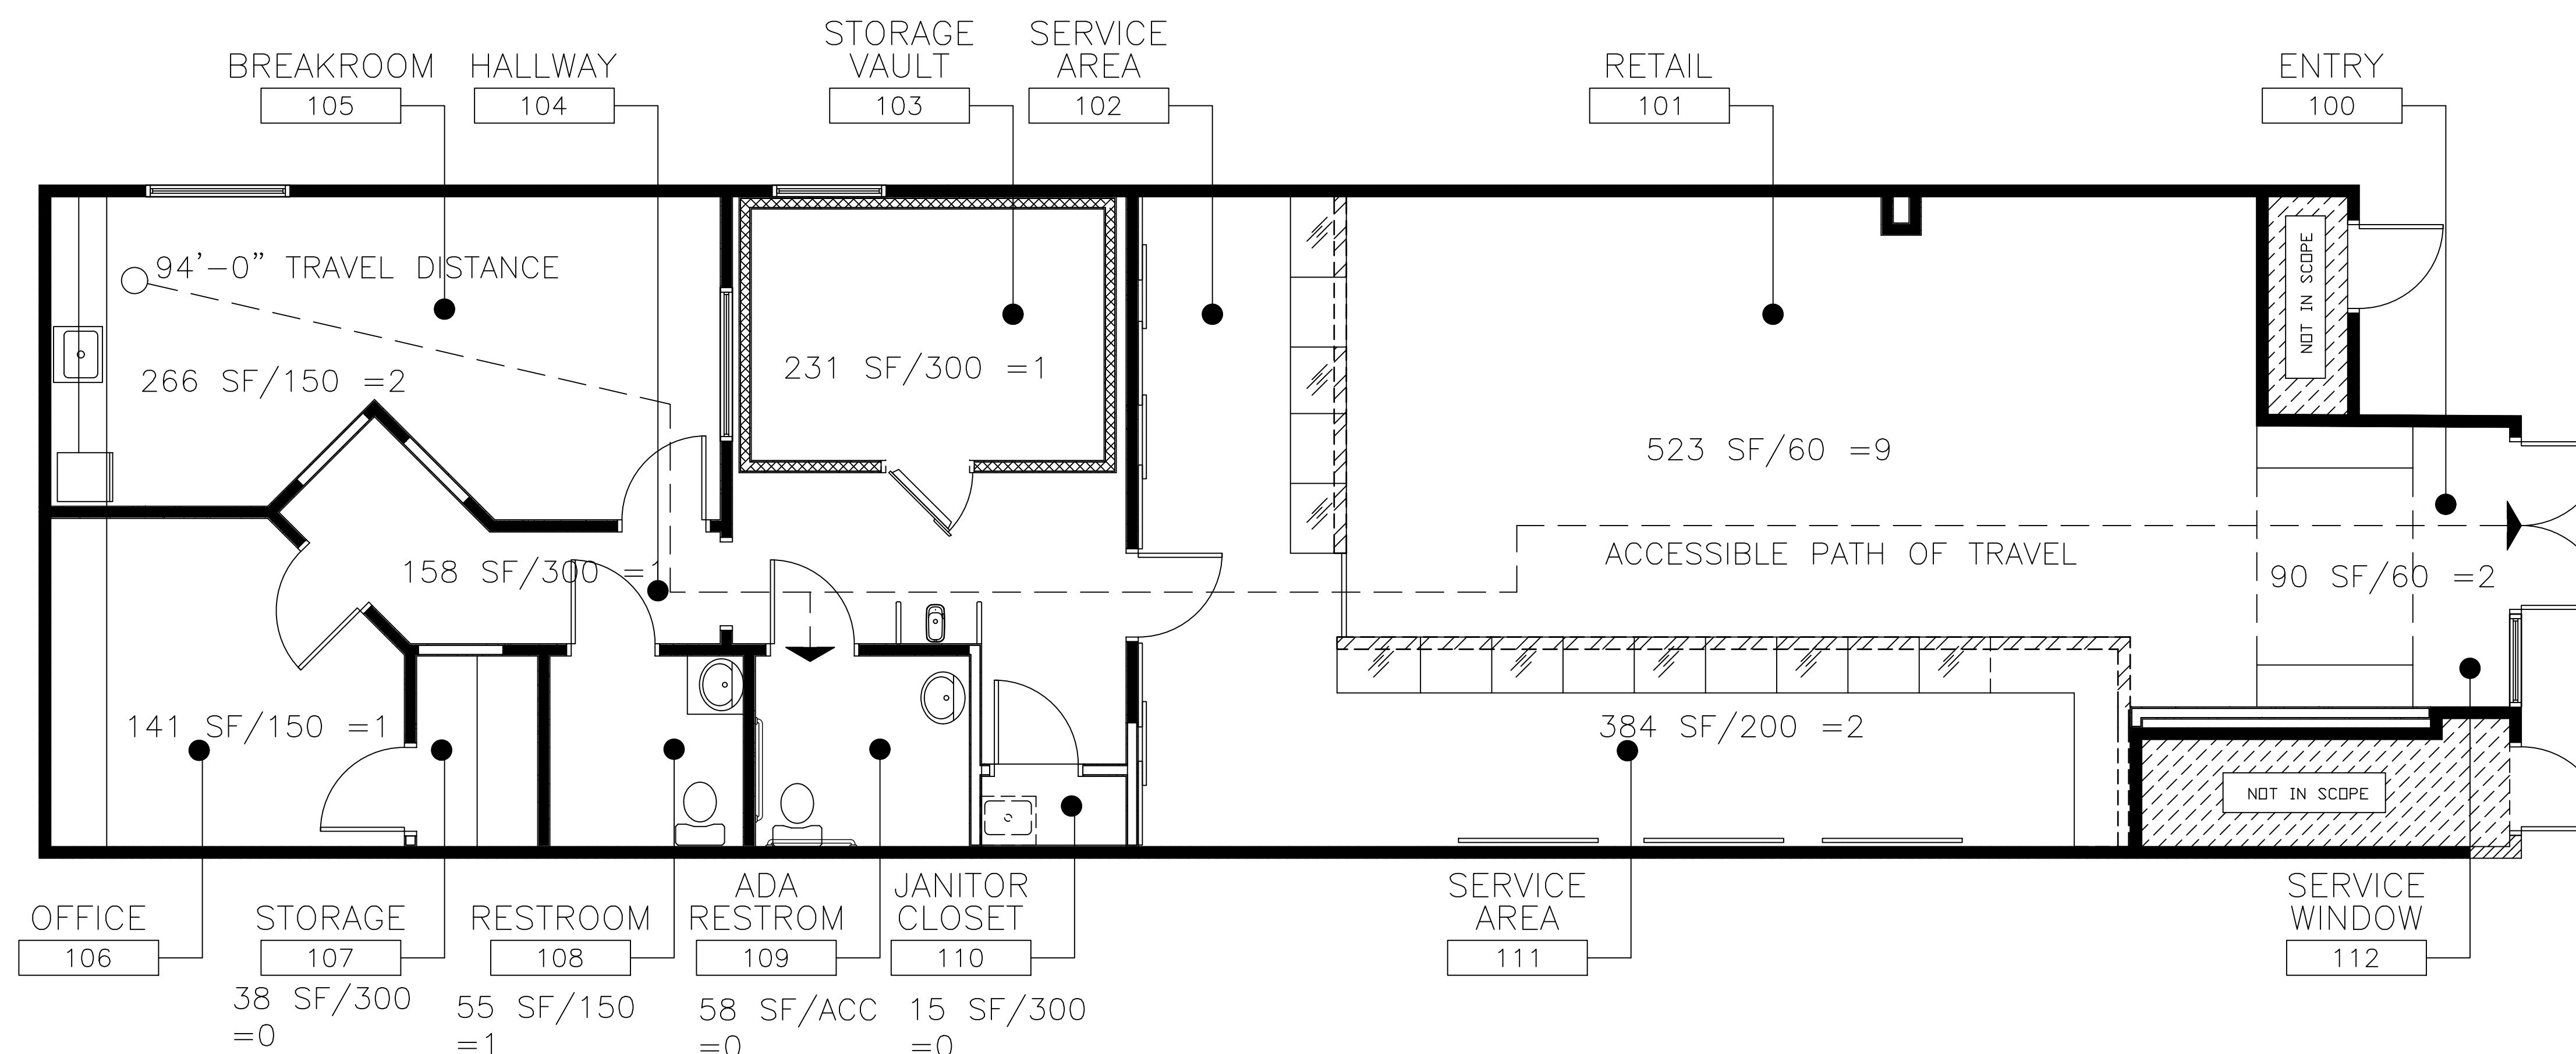 STORAGE
VAULT
103
SERVICE
AREA
102
BREAKROOM
105
HALLWAY
104
RETAIL
101
ENTRY
100
94'-0" TRAVEL DISTANCE
266 SF/150 =2
231 SF/300 =1
523 SF/60 =9
NOT IN SCOPE
158 SF/300 =1
ACCESSIBLE PATH OF TRAVEL
90 SF/60 =2
141 SF/150 =1
384 SF/200 =2
NOT IN SCOPE
OFFICE
106
STORAGE
107
38 SF/300
=0
RESTROOM
108
55 SF/150
=1
ADA
RESTROM
109
58 SF/ACC
=0
JANITOR
CLOSET
110
15 SF/300
=0
SERVICE
AREA
111
SERVICE
WINDOW
112